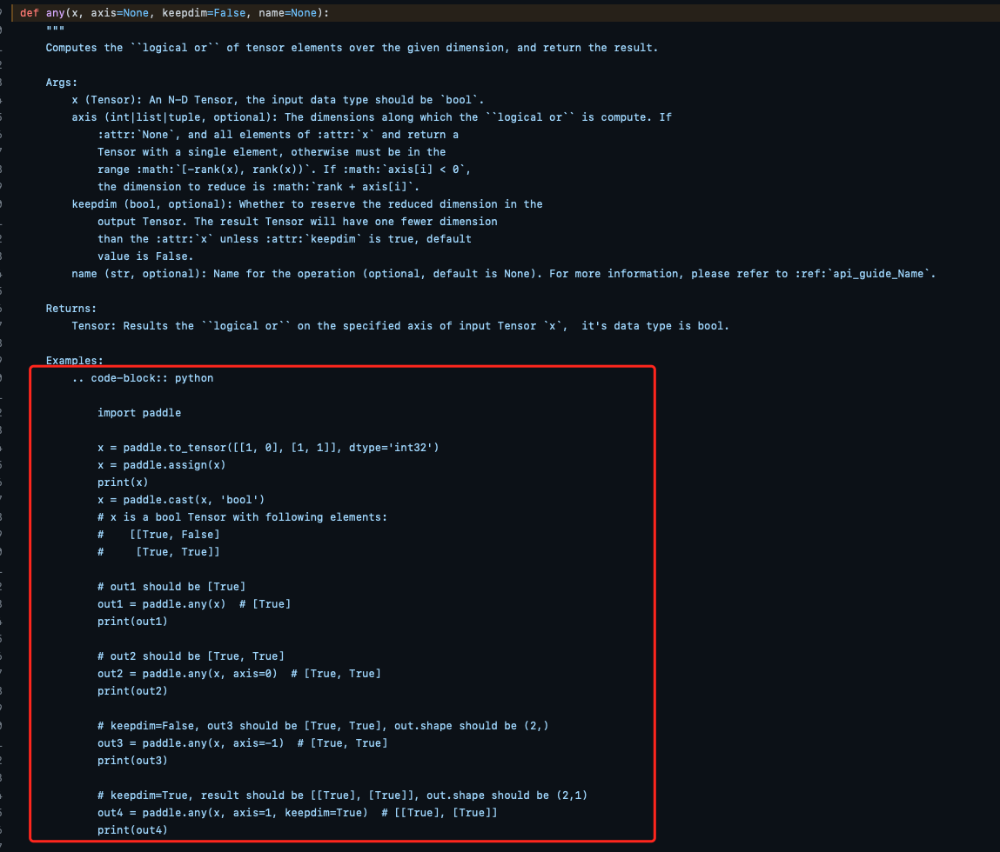 def any(x, axis=None, keepdim=False, name=None):
"""
Computes the ``logical or`` of tensor elements over the given dimension, and return the result.
Args:
x (Tensor): An N-D Tensor, the input data type should be `bool`.
axis (int|list|tuple, optional): The dimensions along which the ``logical or`` is compute. If
:attr:`None`, and all elements of :attr:`x` and return a
Tensor with a single element, otherwise must be in the
range :math:`[-rank(x), rank(x))`. If :math:`axis[i] < 0`,
the dimension to reduce is :math:`rank + axis[i]`.
keepdim (bool, optional): Whether to reserve the reduced dimension in the
output Tensor. The result Tensor will have one fewer dimension
than the :attr:`x` unless :attr:`keepdim` is true, default
value is False.
name (str, optional): Name for the operation (optional, default is None). For more information, please refer to :ref:`api_guide_Name`.
Returns:
Tensor: Results the ``logical or`` on the specified axis of input Tensor `x`,  it's data type is bool.
Examples:
.. code-block:: python
import paddle
x = paddle.to_tensor([[1, 0], [1, 1]], dtype='int32')
x = paddle.assign(x)
print(x)
x = paddle.cast(x, 'bool')
# x is a bool Tensor with following elements:
#    [[True, False]
#     [True, True]]
# out1 should be [True]
out1 = paddle.any(x)  # [True]
print(out1)
# out2 should be [True, True]
out2 = paddle.any(x, axis=0)  # [True, True]
print(out2)
# keepdim=False, out3 should be [True, True], out.shape should be (2,)
out3 = paddle.any(x, axis=-1)  # [True, True]
print(out3)
# keepdim=True, result should be [[True], [True]], out.shape should be (2,1)
out4 = paddle.any(x, axis=1, keepdim=True)  # [[True], [True]]
print(out4)